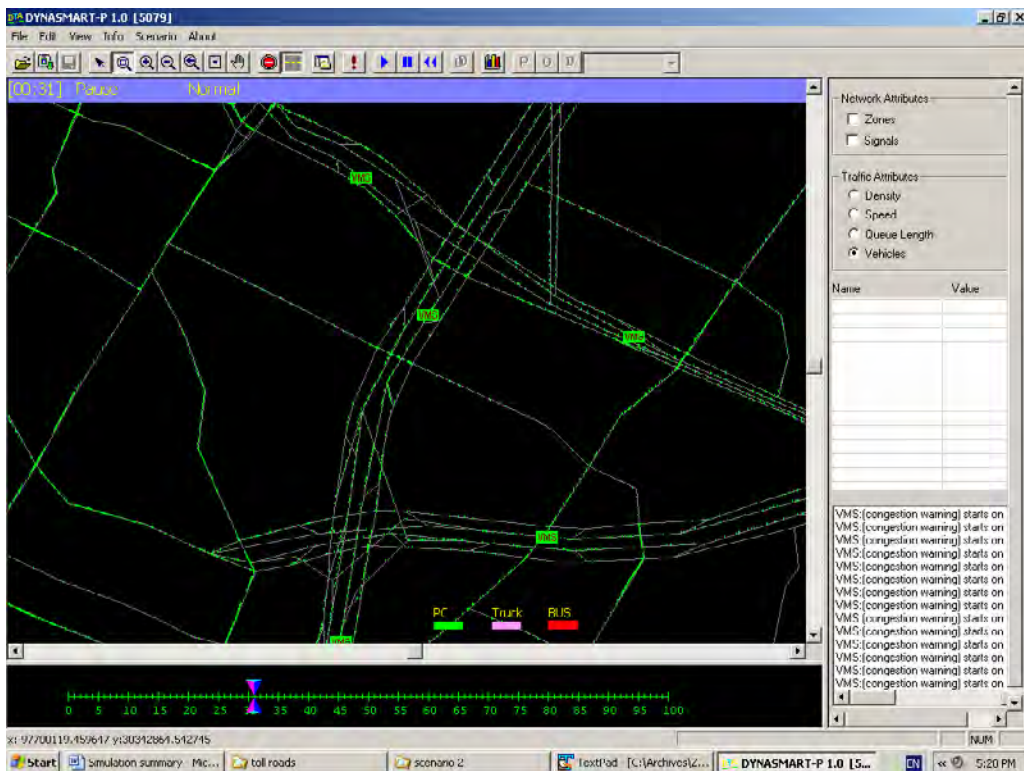 DYNASMART-P 1.0 [5079]
File Edit View Info Scenario About
P O D
[00:31] Pause Normal
Network Attributes
Zones
Signals
Traffic Attributes
Density
Speed
Queue Length
Vehicles
Name Value
VMS
VMS
VMS
VMS
VMS
PC Truck BUS
VMS:[congestion warning] starts on
VMS:[congestion warning] starts on
VMS:[congestion warning] starts on
VMS:[congestion warning] starts on
VMS:[congestion warning] starts on
VMS:[congestion warning] starts on
VMS:[congestion warning] starts on
VMS:[congestion warning] starts on
VMS:[congestion warning] starts on
VMS:[congestion warning] starts on
VMS:[congestion warning] starts on
VMS:[congestion warning] starts on
VMS:[congestion warning] starts on
VMS:[congestion warning] starts on
0 5 10 15 20 25 30 35 40 45 50 55 60 65 70 75 80 85 90 95 100
x: 97700119.459647 y:30342864.542745
NUM
Start Simulation summary - Mic... toll roads scenario 2 TextPad - [C:\Archives\Z... DYNASMART-P 1.0 [5... EN « 5:20 PM